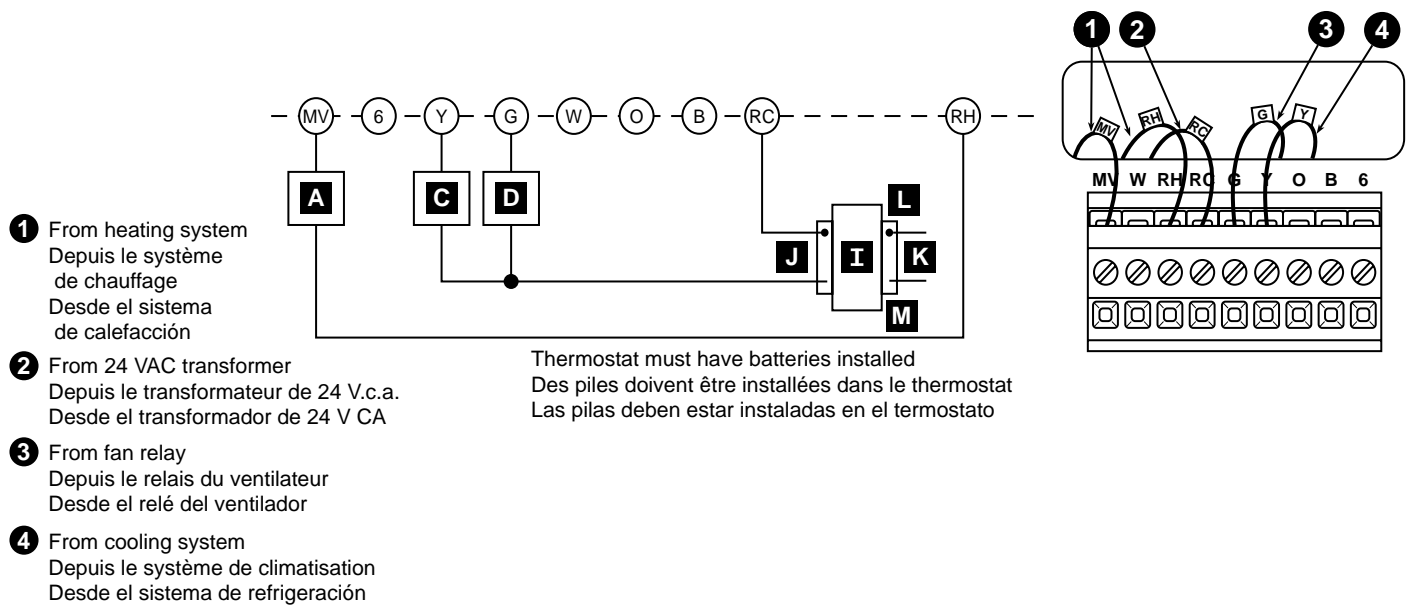 1 2 3 4
MV 6 Y G W O B RC RH
MV RH RC G Y
MV W RH RC G Y O B 6
A C D L
J I K
M
1 From heating system
Depuis le système
de chauffage
Desde el sistema
de calefacción
2 From 24 VAC transformer
Depuis le transformateur de 24 V.c.a.
Desde el transformador de 24 V CA
3 From fan relay
Depuis le relais du ventilateur
Desde el relé del ventilador
4 From cooling system
Depuis le système de climatisation
Desde el sistema de refrigeración
Thermostat must have batteries installed
Des piles doivent être installées dans le thermostat
Las pilas deben estar instaladas en el termostato